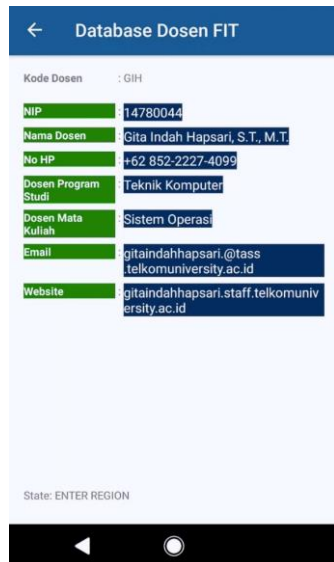 Database Dosen FIT
Kode Dosen : GIH
NIP : 14780044
Nama Dosen : Gita Indah Hapsari, S.T., M.T.
No HP : +62 852-2227-4099
Dosen Program : Teknik Komputer
Studi
Dosen Mata : Sistem Operasi
Kuliah
Email : gitaindahhapsari.@tass
.telkomuniversity.ac.id
Website : gitaindahhapsari.staff.telkomuniv
ersity.ac.id
State: ENTER REGION